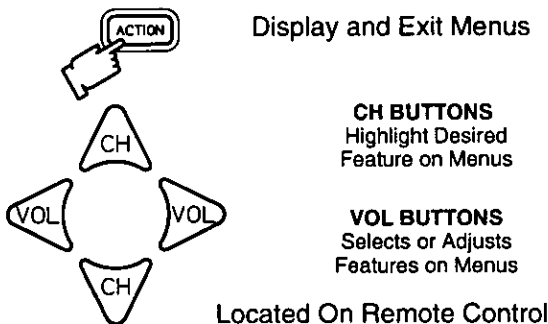 ACTION
Display and Exit Menus
CH
CH BUTTONS
Highlight Desired
Feature on Menus
VOL
VOL
VOL BUTTONS
Selects or Adjusts
Features on Menus
CH
Located On Remote Control